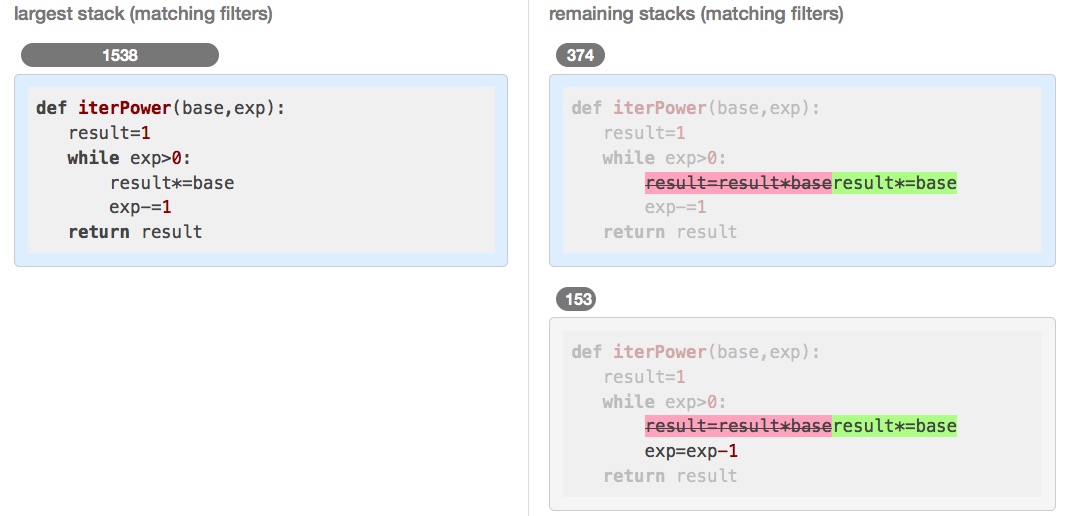 largest stack (matching filters)
1538
def iterPower(base,exp):
result=1
while exp>0:
result*=base
exp-=1
return result
remaining stacks (matching filters)
374
def iterPower(base,exp):
result=1
while exp>0:
result=result*baseresult*=base
exp-=1
return result
153
def iterPower(base,exp):
result=1
while exp>0:
result=result*baseresult*=base
exp=exp-1
return result